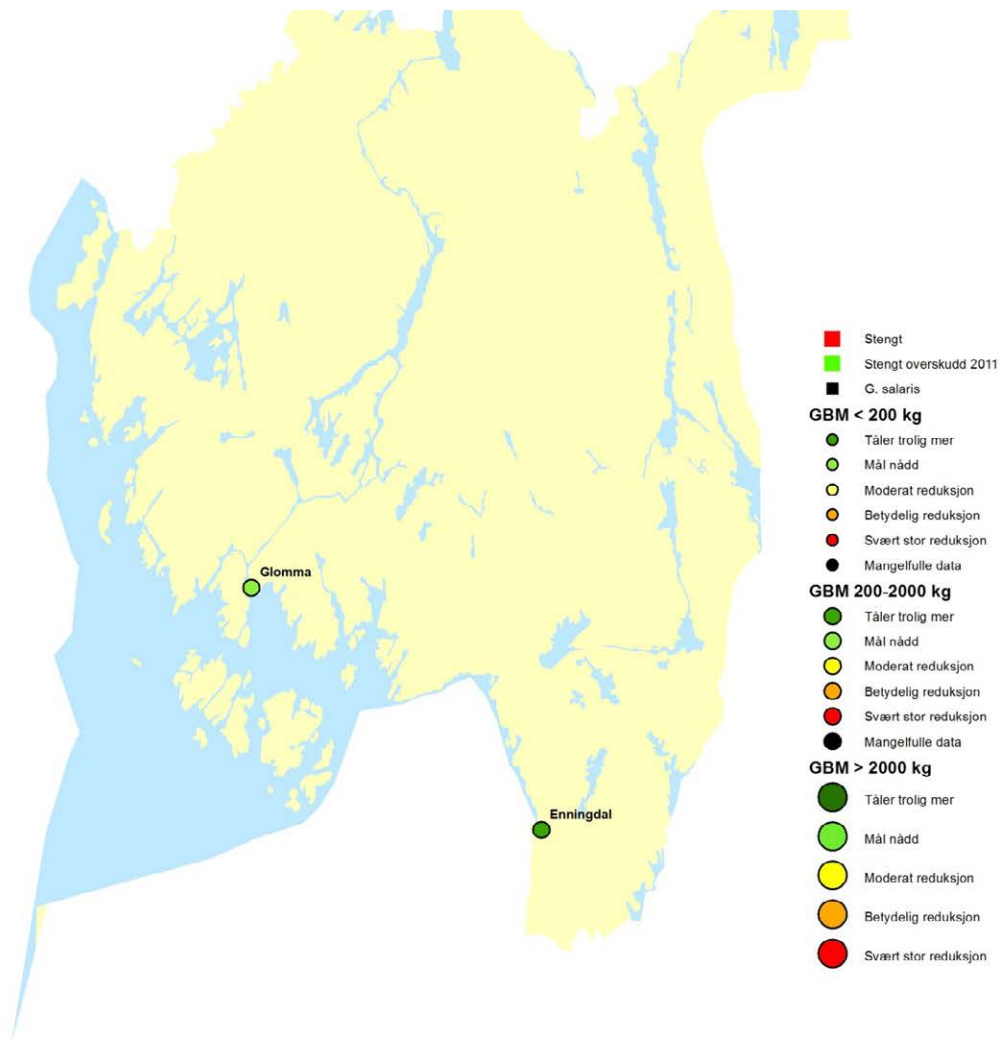 Stengt
Stengt overskudd 2011
G. salaris
GBM < 200 kg
Tåler trolig mer
Mål nådd
Moderat reduksjon
Betydelig reduksjon
Svært stor reduksjon
Mangelfulle data
GBM 200-2000 kg
Tåler trolig mer
Mål nådd
Moderat reduksjon
Betydelig reduksjon
Svært stor reduksjon
Mangelfulle data
GBM > 2000 kg
Tåler trolig mer
Mål nådd
Moderat reduksjon
Betydelig reduksjon
Svært stor reduksjon
Glomma
Enningdal